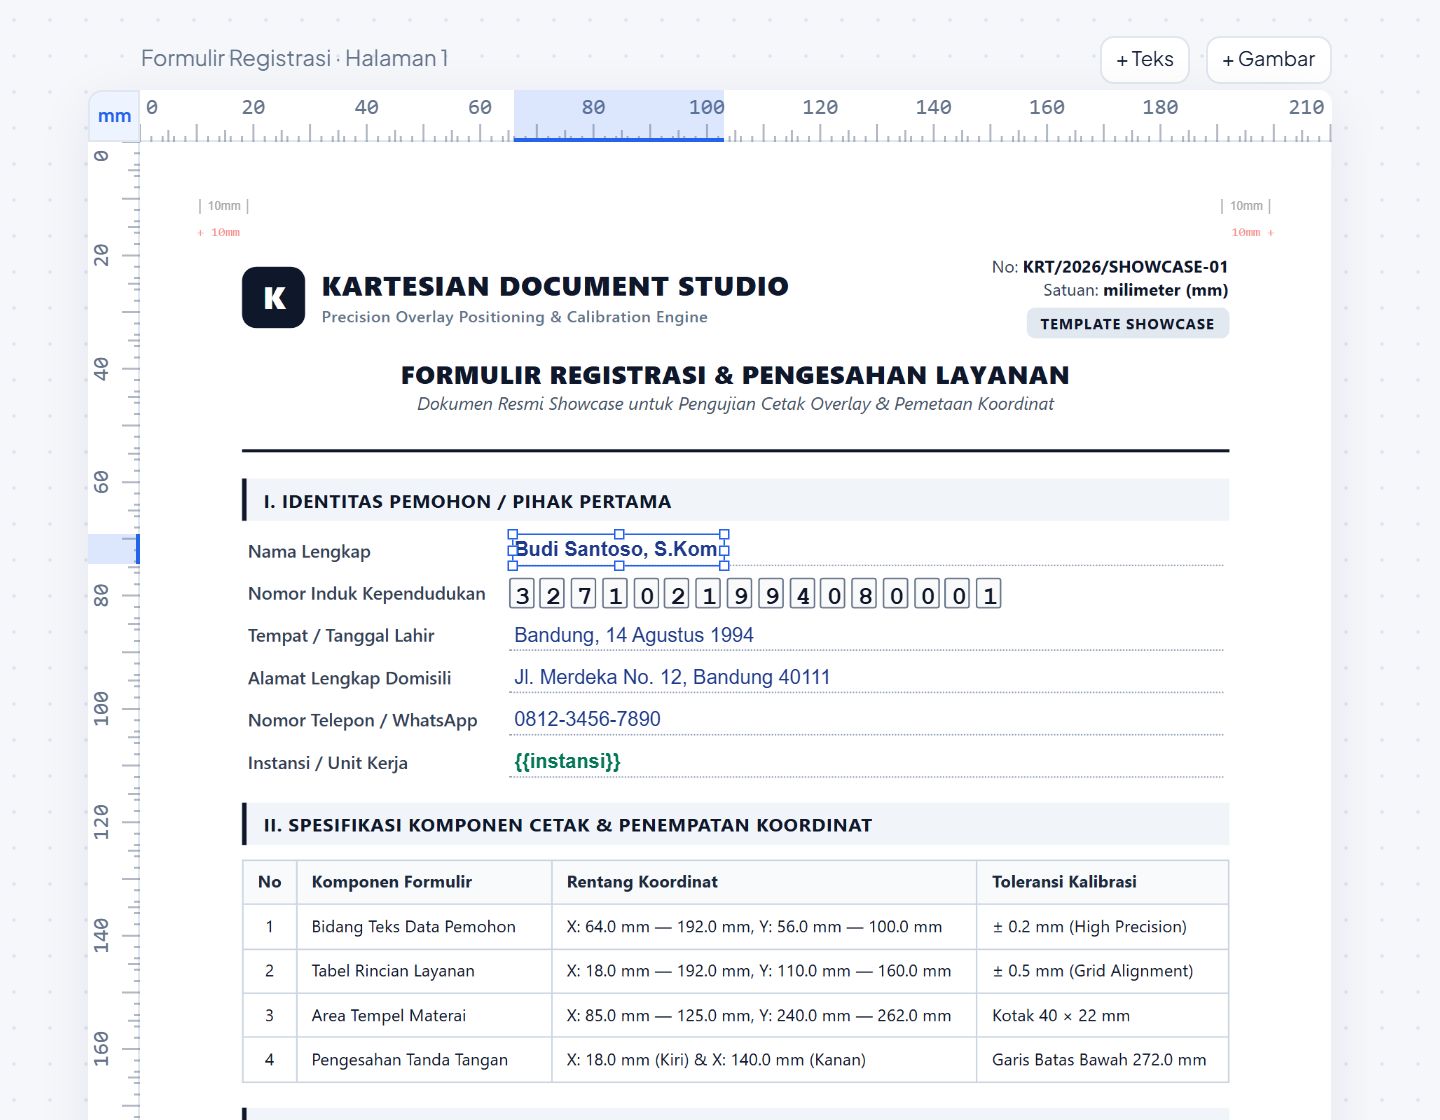 Formulir Registrasi · Halaman 1
+ Teks
+ Gambar
mm
0 20 40 60 80 100 120 140 160 180 210
0
20
40
60
80
100
120
140
160
| 10mm |
| 10mm |
+ 10mm
10mm +
K
KARTESIAN DOCUMENT STUDIO
Precision Overlay Positioning & Calibration Engine
No: KRT/2026/SHOWCASE-01
Satuan: milimeter (mm)
TEMPLATE SHOWCASE
FORMULIR REGISTRASI & PENGESAHAN LAYANAN
Dokumen Resmi Showcase untuk Pengujian Cetak Overlay & Pemetaan Koordinat
I. IDENTITAS PEMOHON / PIHAK PERTAMA
Nama Lengkap Budi Santoso, S.Kom
Nomor Induk Kependudukan 3 2 7 1 0 2 1 9 9 4 0 8 0 0 0 1
Tempat / Tanggal Lahir Bandung, 14 Agustus 1994
Alamat Lengkap Domisili Jl. Merdeka No. 12, Bandung 40111
Nomor Telepon / WhatsApp 0812-3456-7890
Instansi / Unit Kerja {{instansi}}
II. SPESIFIKASI KOMPONEN CETAK & PENEMPATAN KOORDINAT
No Komponen Formulir Rentang Koordinat Toleransi Kalibrasi
1 Bidang Teks Data Pemohon X: 64.0 mm — 192.0 mm, Y: 56.0 mm — 100.0 mm ± 0.2 mm (High Precision)
2 Tabel Rincian Layanan X: 18.0 mm — 192.0 mm, Y: 110.0 mm — 160.0 mm ± 0.5 mm (Grid Alignment)
3 Area Tempel Materai X: 85.0 mm — 125.0 mm, Y: 240.0 mm — 262.0 mm Kotak 40 × 22 mm
4 Pengesahan Tanda Tangan X: 18.0 mm (Kiri) & X: 140.0 mm (Kanan) Garis Batas Bawah 272.0 mm